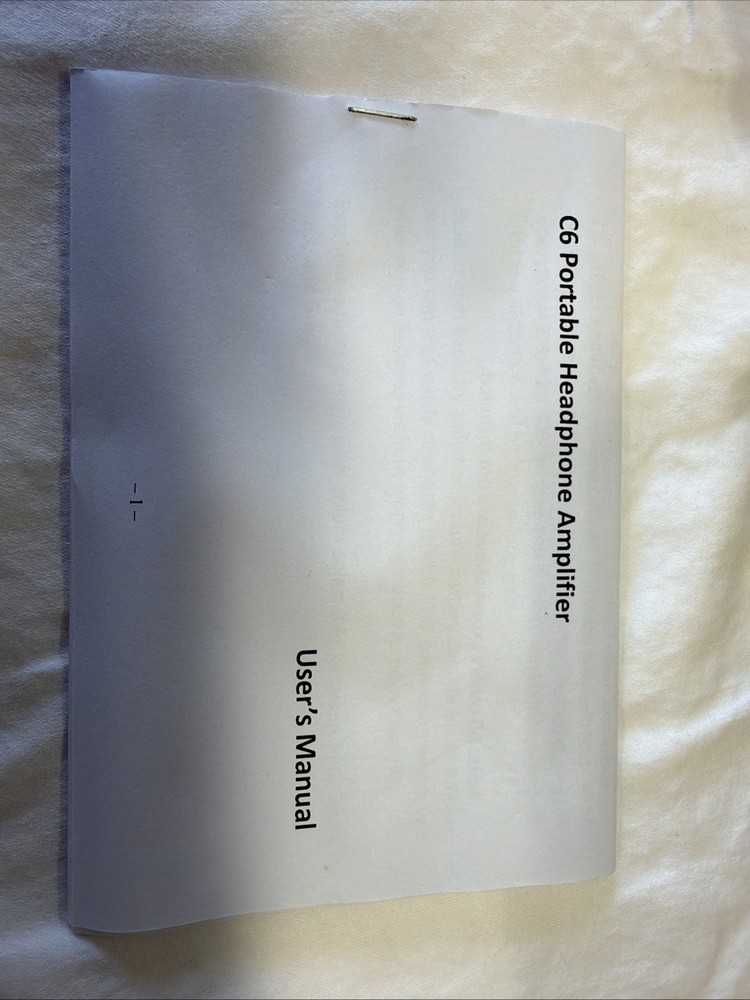 C6 Portable Headphone Amplifier
User’s Manual
– 1 –